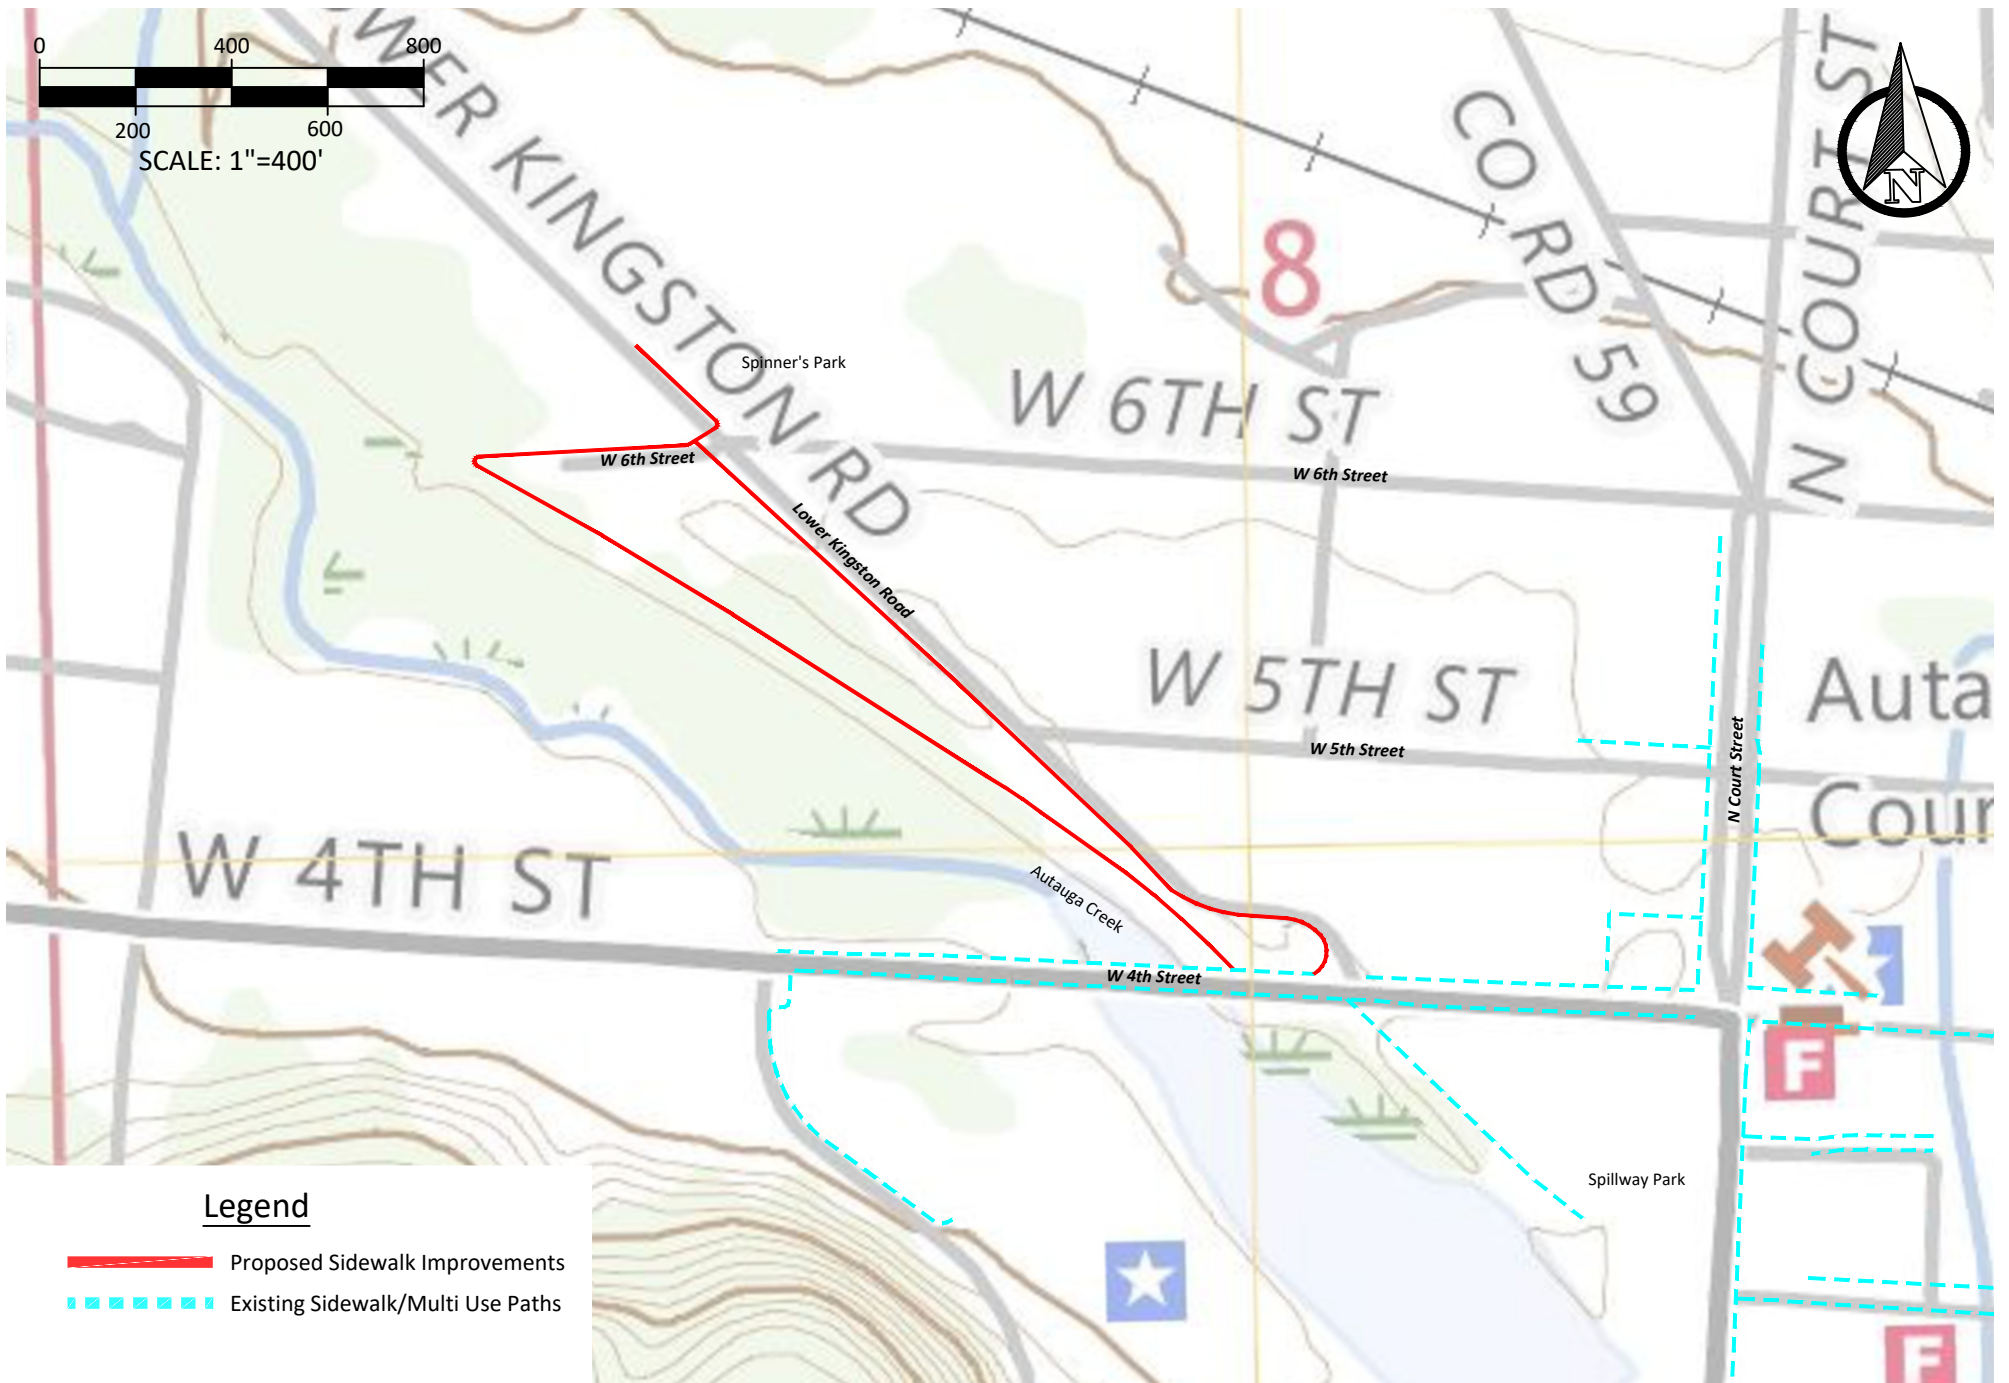 0 400 800
200 600
SCALE: 1"=400'
WER KINGSTON RD
CO RD 59
N COURT ST
N
8
Spinner's Park
W 6TH ST
W 6th Street
W 6th Street
Lower Kingston Road
W 5TH ST
W 5th Street
N Court Street
Auta
Cour
W 4TH ST
Autauga Creek
W 4th Street
F
Spillway Park
F
Legend
Proposed Sidewalk Improvements
Existing Sidewalk/Multi Use Paths